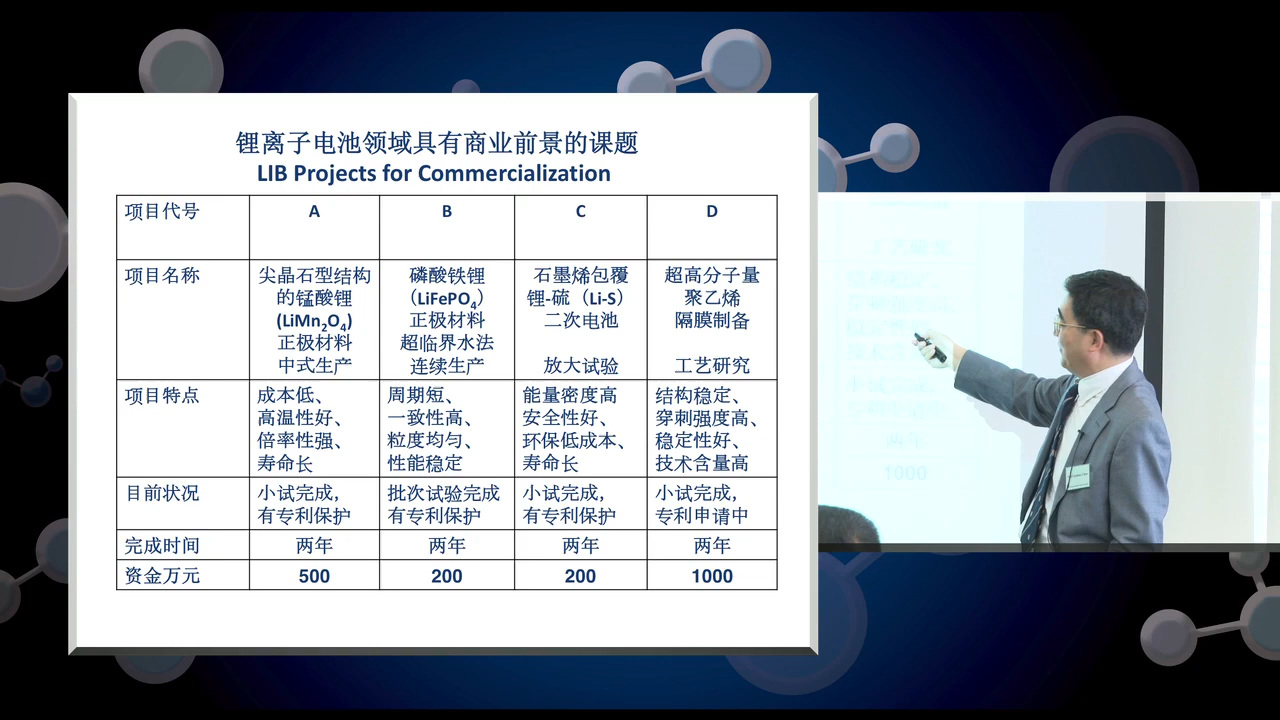 锂离子电池领域具有商业前景的课题
LIB Projects for Commercialization
项目代号 A B C D
项目名称
尖晶石型结构
的锰酸锂
(LiMn₂O₄)
正极材料
中式生产
磷酸铁锂
（LiFePO₄）
正极材料
超临界水法
连续生产
石墨烯包覆
锂-硫（Li-S）
二次电池
放大试验
超高分子量
聚乙烯
隔膜制备
工艺研究
项目特点
成本低、
高温性好、
倍率性强、
寿命长
周期短、
一致性高、
粒度均匀、
性能稳定
能量密度高
安全性好、
环保低成本、
寿命长
结构稳定、
穿刺强度高、
稳定性好、
技术含量高
目前状况
小试完成，
有专利保护
批次试验完成
有专利保护
小试完成，
有专利保护
小试完成，
专利申请中
完成时间 两年 两年 两年 两年
资金万元 500 200 200 1000
两年
1000